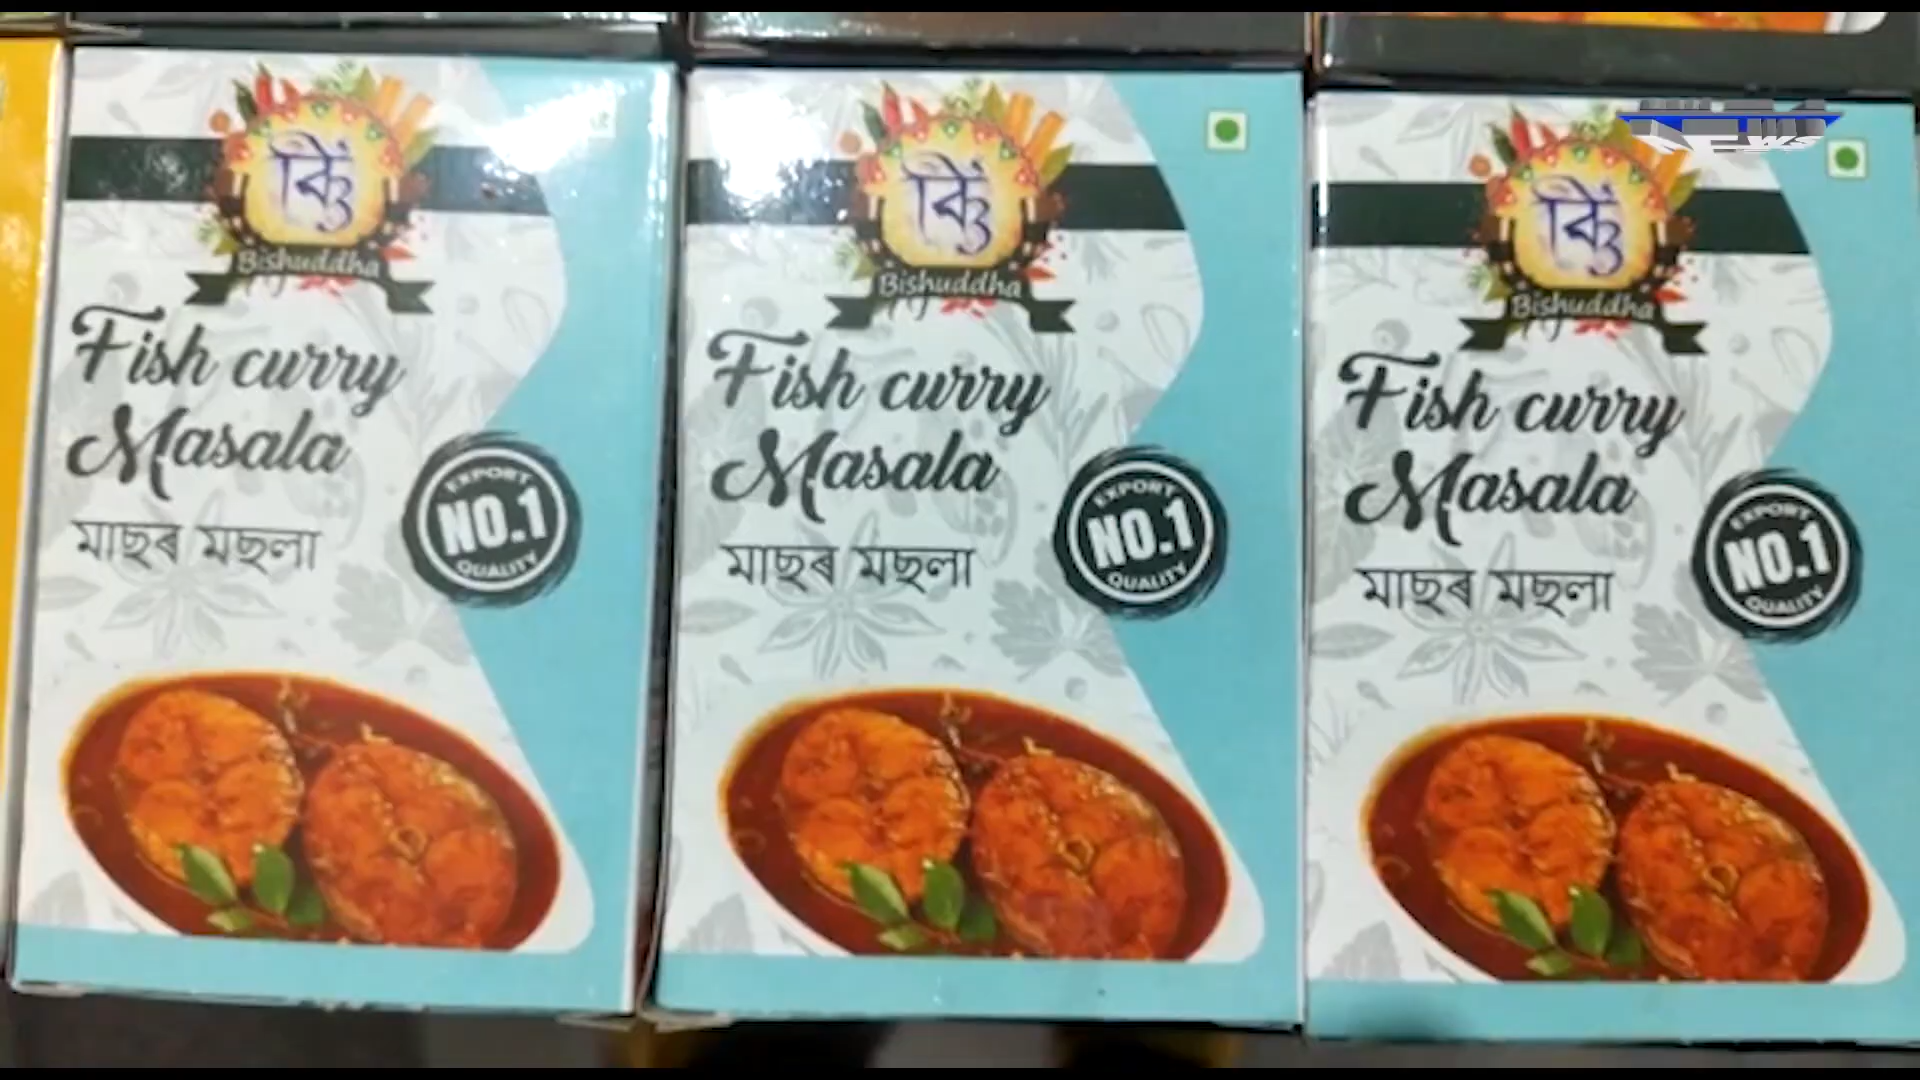 Bishuddha
Fish curry
Masala
মাছৰ মছলা
EXPORT
NO.1
QUALITY
Bishuddha
Fish curry
Masala
মাছৰ মছলা
EXPORT
NO.1
QUALITY
Bishuddha
Fish curry
Masala
মাছৰ মছলা
EXPORT
NO.1
QUALITY